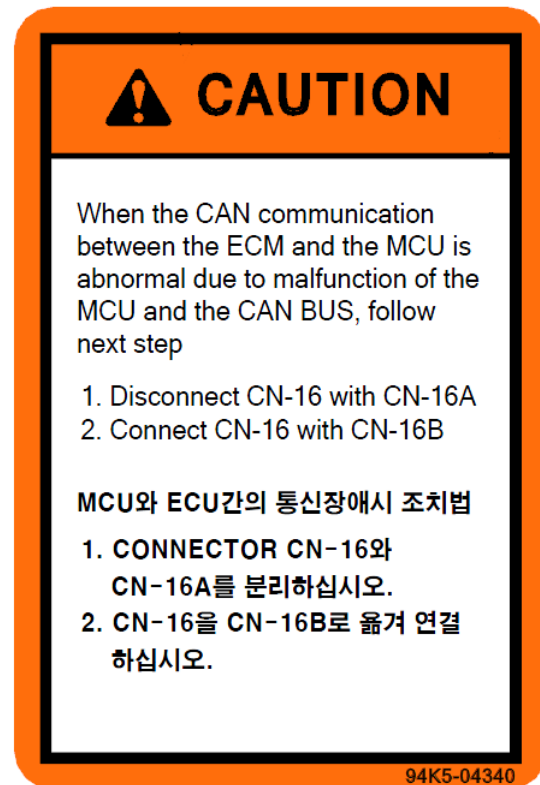 CAUTION
When the CAN communication
between the ECM and the MCU is
abnormal due to malfunction of the
MCU and the CAN BUS, follow
next step
1. Disconnect CN-16 with CN-16A
2. Connect CN-16 with CN-16B
MCU와 ECU간의 통신장애시 조치법
1. CONNECTOR CN-16와
CN-16A를 분리하십시오.
2. CN-16을 CN-16B로 옮겨 연결
하십시오.
94K5-04340